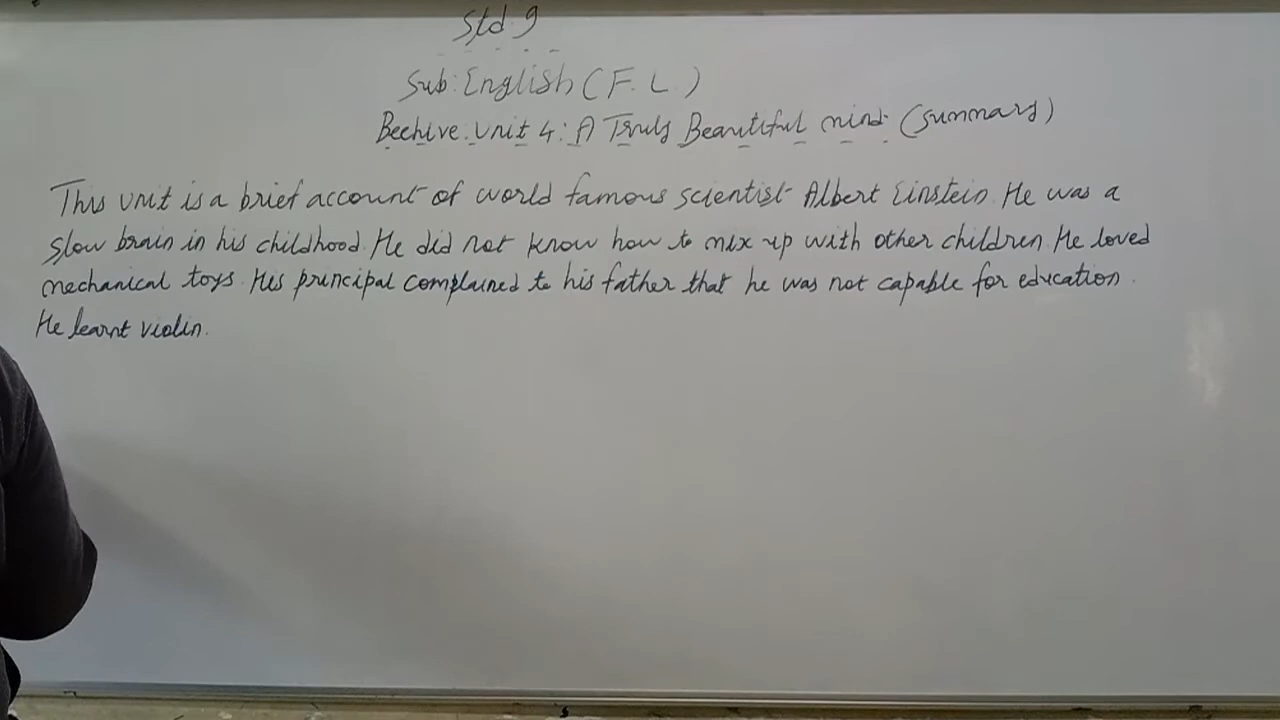 Std 9
Sub: English (F. L)
Beehive. Unit 4: A Truly Beautiful mind. (Summary)
This unit is a brief account of world famous scientist Albert Einstein. He was a
slow brain in his childhood. He did not know how to mix up with other children. He loved
mechanical toys. His principal complained to his father that he was not capable for education.
He learnt violin.